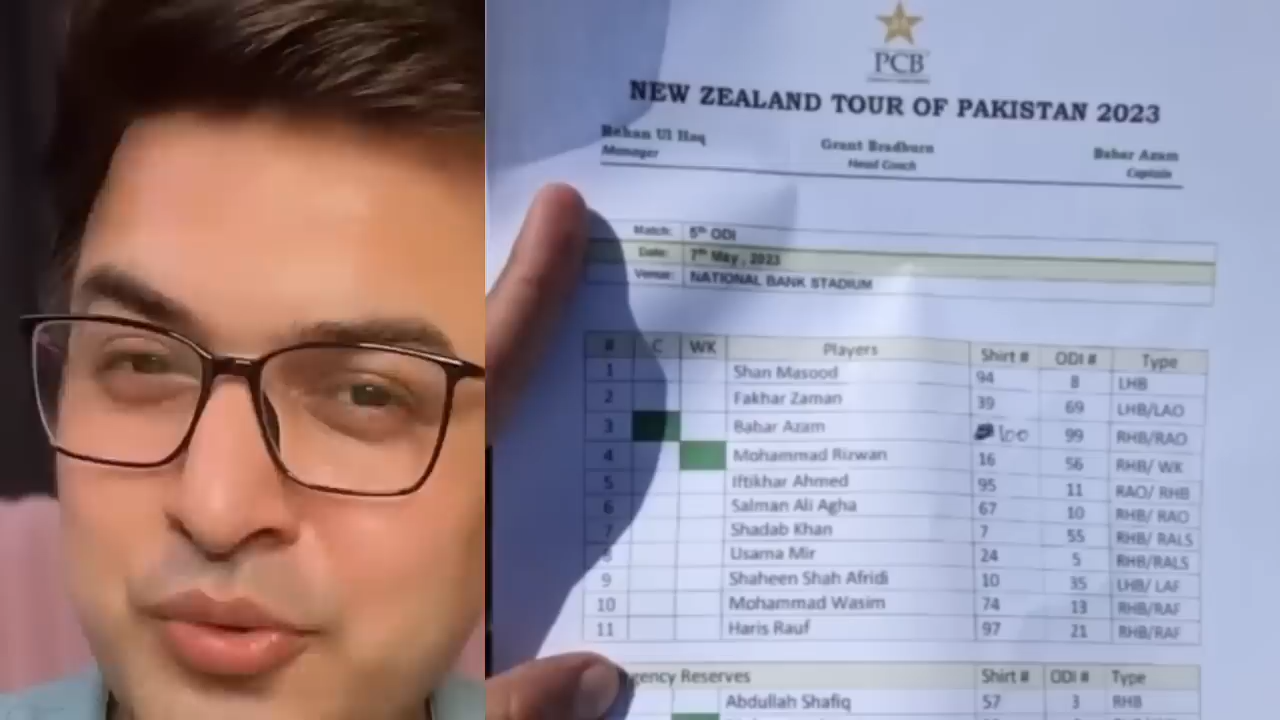 PCB
NEW ZEALAND TOUR OF PAKISTAN 2023
Rehan Ul Haq Grant Bradburn Babar Azam
Manager Head Coach Captain
Match: 5th ODI
Date: 7th May, 2023
Venue: NATIONAL BANK STADIUM
# C WK Players Shirt # ODI # Type
1 Shan Masood 94 8 LHB
2 Fakhar Zaman 39 69 LHB/LAO
3 Babar Azam 100 99 RHB/RAO
4 Mohammad Rizwan 16 56 RHB/ WK
5 Iftikhar Ahmed 95 11 RAO/ RHB
6 Salman Ali Agha 67 10 RHB/ RAO
7 Shadab Khan 7 55 RHB/ RALS
8 Usama Mir 24 5 RHB/RALS
9 Shaheen Shah Afridi 10 35 LHB/ LAF
10 Mohammad Wasim 74 13 RHB/RAF
11 Haris Rauf 97 21 RHB/RAF
gency Reserves Shirt # ODI # Type
Abdullah Shafiq 57 3 RHB